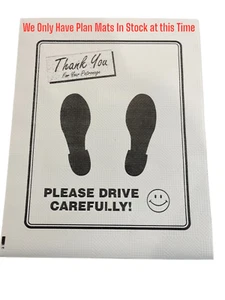 We Only Have Plan Mats In Stock at this Time
Thank You
For Your Patronage
PLEASE DRIVE
CAREFULLY!